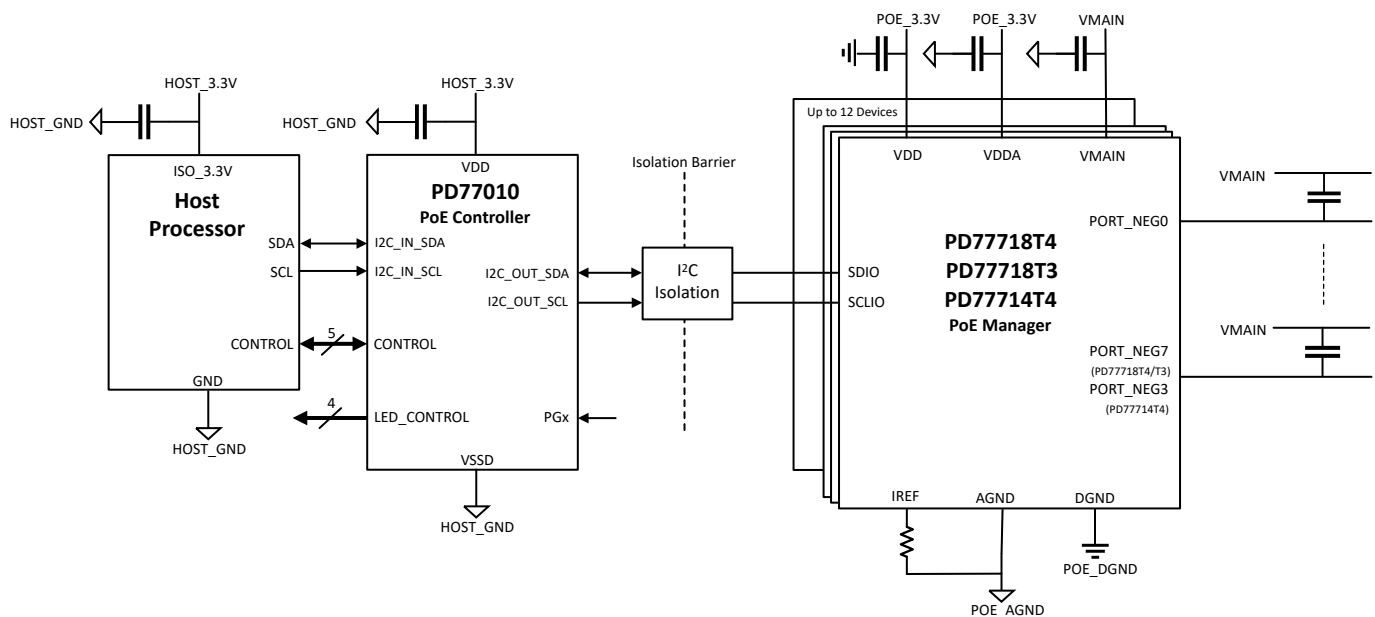 POE_3.3V
POE_3.3V
VMAIN
HOST_3.3V
HOST_GND
HOST_3.3V
HOST_GND
ISO_3.3V
Host
Processor
SDA
SCL
CONTROL
GND
HOST_GND
5
4
VDD
PD77010
PoE Controller
I2C_IN_SDA
I2C_IN_SCL
I2C_OUT_SDA
I2C_OUT_SCL
CONTROL
LED_CONTROL
PGx
VSSD
HOST_GND
Isolation Barrier
I²C
Isolation
Up to 12 Devices
VDD
VDDA
VMAIN
PD77718T4
PD77718T3
PD77714T4
PoE Manager
SDIO
SCLIO
PORT_NEG0
PORT_NEG7
(PD77718T4/T3)
PORT_NEG3
(PD77714T4)
IREF
AGND
DGND
POE_DGND
POE_AGND
VMAIN
VMAIN